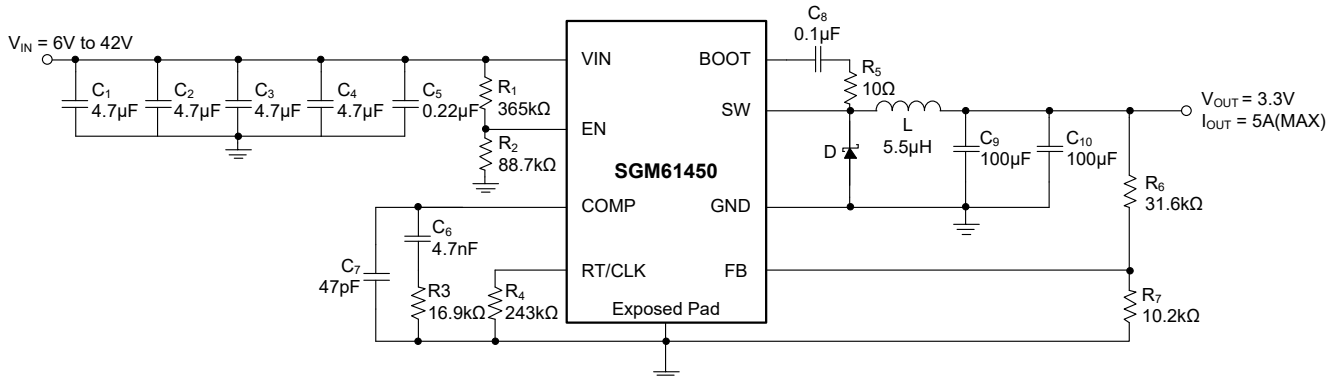 V_IN = 6V to 42V
C1
4.7μF
C2
4.7μF
C3
4.7μF
C4
4.7μF
C5
0.22μF
R1
365kΩ
R2
88.7kΩ
C6
4.7nF
C7
47pF
R3
16.9kΩ
R4
243kΩ
VIN
EN
COMP
RT/CLK
SGM61450
BOOT
SW
GND
FB
Exposed Pad
C8
0.1μF
R5
10Ω
L
5.5μH
D
C9
100μF
C10
100μF
V_OUT = 3.3V
I_OUT = 5A(MAX)
R6
31.6kΩ
R7
10.2kΩ